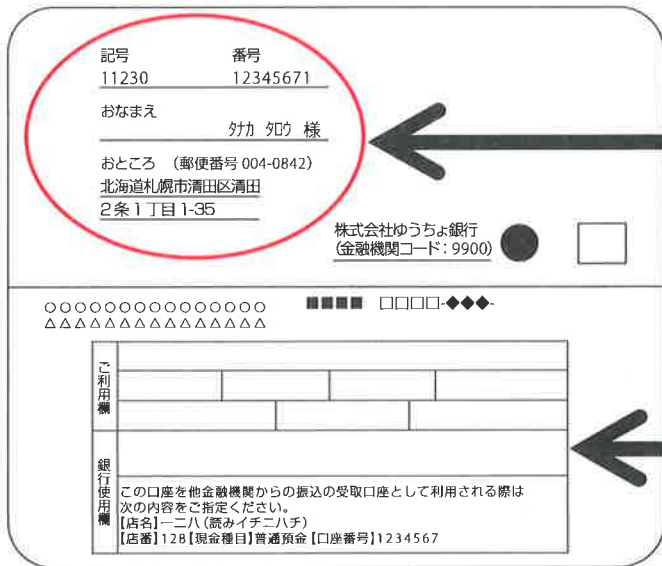 記号 番号
11230 12345671
おなまえ
タナカ タロウ 様
おところ (郵便番号 004-0842)
北海道札幌市清田区清田
2条1丁目1-35
株式会社ゆうちょ銀行
(金融機関コード:9900)
○○○○○○○○○○○○○○○ ■■■■ □□□□-◆◆◆-
△△△△△△△△△△△△△△△
ご利用欄
銀行使用欄
この口座を他金融機関からの振込の受取口座として利用される際は
次の内容をご指定ください。
【店名】一二八(読みイチニハチ)
【店番】128【現金種目】普通預金【口座番号】1234567